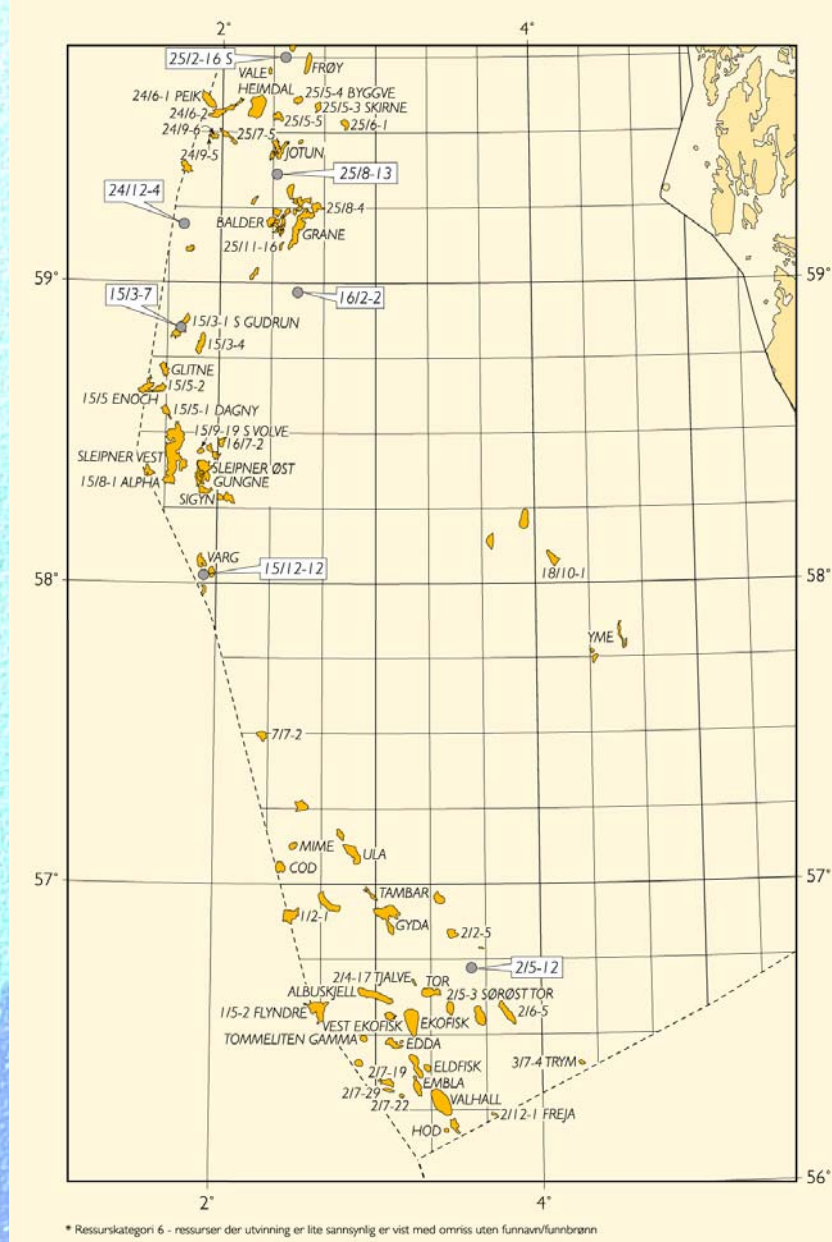 2°
4°
25/2-16 S
FRØY
VALE
HEIMDAL
24/6-1 PEIK
25/5-4 BYGGVE
25/5-3 SKIRNE
24/6-2
25/5-5
25/6-1
24/9-6
25/7-5
24/9-5
JOTUN
25/8-13
24/12-4
25/8-4
BALDER
GRANE
25/11-16
59°
59°
15/3-7
16/2-2
15/3-1 S GUDRUN
15/3-4
GLITNE
15/5-2
15/5 ENOCH
15/5-1 DAGNY
15/9-19 S VOLVE
16/7-2
SLEIPNER VEST
SLEIPNER ØST
15/8-1 ALPHA
GUNGNE
SIGYN
VARG
15/12-12
18/10-1
58°
58°
YME
7/7-2
MIME
ULA
COD
57°
57°
TAMBAR
1/2-1
GYDA
2/2-5
2/5-12
2/4-17 TJALVE
TOR
ALBUSKJELL
2/5-3 SØRØST TOR
1/5-2 FLYNDRE
2/6-5
VEST EKOFISK
EKOFISK
TOMMELITEN GAMMA
EDDA
3/7-4 TRYM
2/7-19
ELDFISK
EMBLA
2/7-29
VALHALL
2/7-22
2/12-1 FREJA
HOD
56°
2°
4°
* Ressurskategori 6 - ressurser der utvinning er lite sannsynlig er vist med omriss uten funnavn/funnbrønn